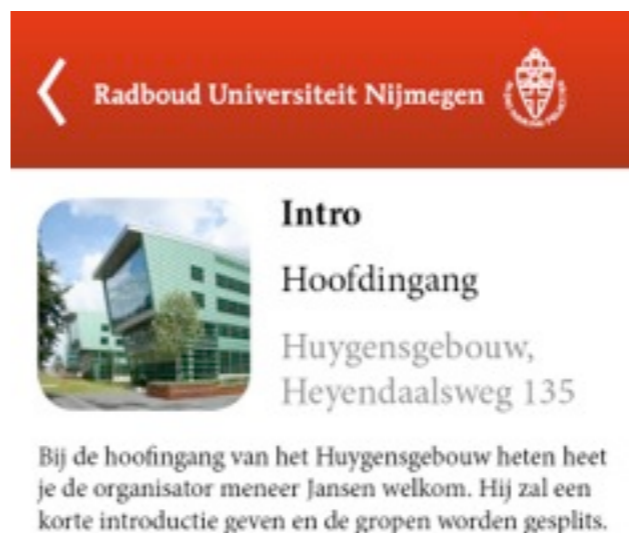 Radboud Universiteit Nijmegen
Intro
Hoofdingang
Huygensgebouw,
Heyendaalsweg 135
Bij de hoofingang van het Huygensgebouw heten heet
je de organisator meneer Jansen welkom. Hij zal een
korte introductie geven en de gropen worden gesplits.